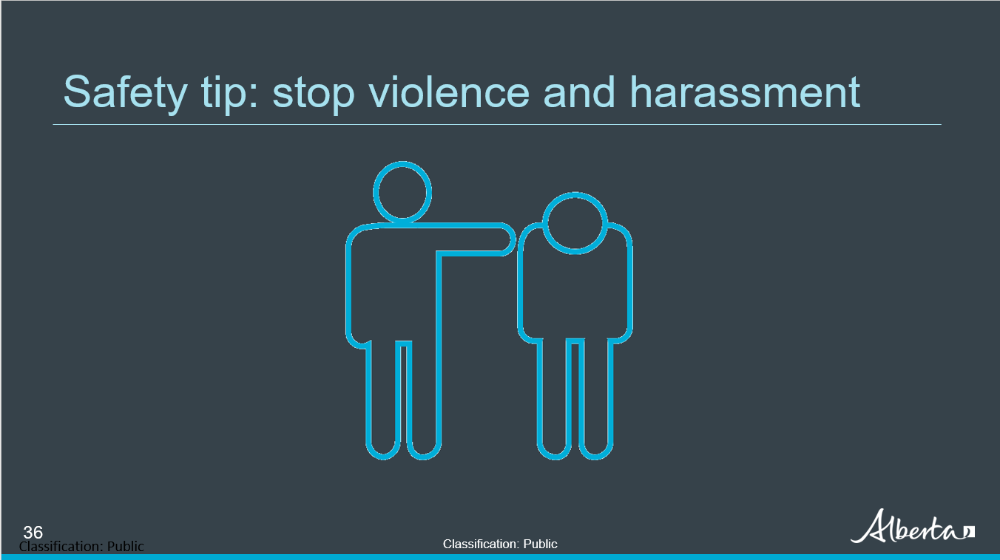 Safety tip: stop violence and harassment
36
Classification: Public
Classification: Public
Alberta